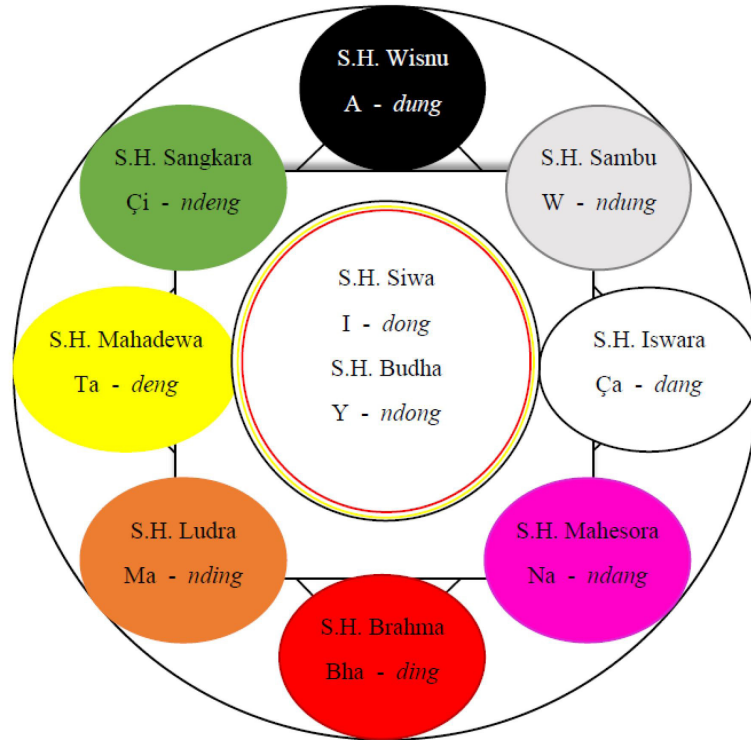 S.H. Wisnu
A - dung
S.H. Sangkara
Çi - ndeng
S.H. Sambu
W - ndung
S.H. Siwa
I - dong
S.H. Budha
Y - ndong
S.H. Mahadewa
Ta - deng
S.H. Iswara
Ça - dang
S.H. Ludra
Ma - nding
S.H. Mahesora
Na - ndang
S.H. Brahma
Bha - ding